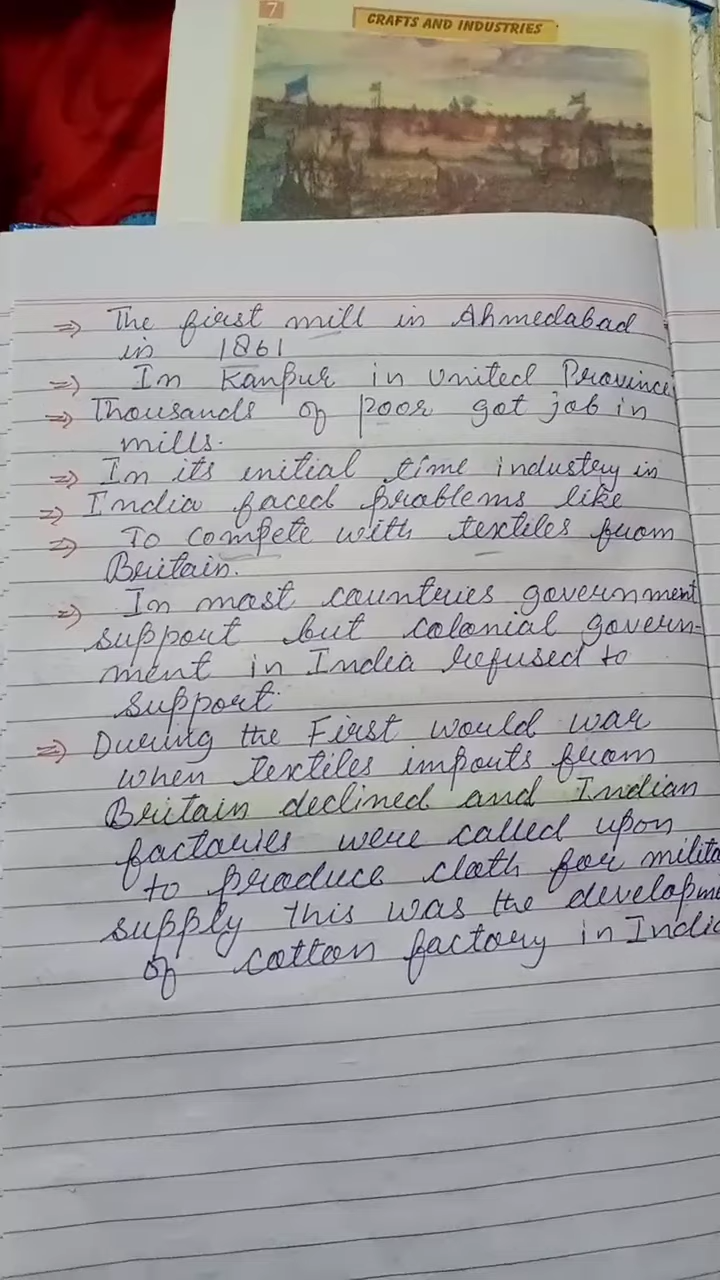 7
CRAFTS AND INDUSTRIES
⇒ The first mill in Ahmedabad
in 1861
⇒ In Kanpur in United Province
⇒ Thousands of poor got job in
mills.
⇒ In its initial time industry in
⇒ India faced problems like
⇒ To compete with textiles from
Britain.
⇒ In most countries government
support but colonial govern-
ment in India refused to
support.
⇒ During the First would war
when textiles imports from
Britain declined and Indian
factories were called upon
to produce cloth for milita
supply this was the developme
of cotton factory in India